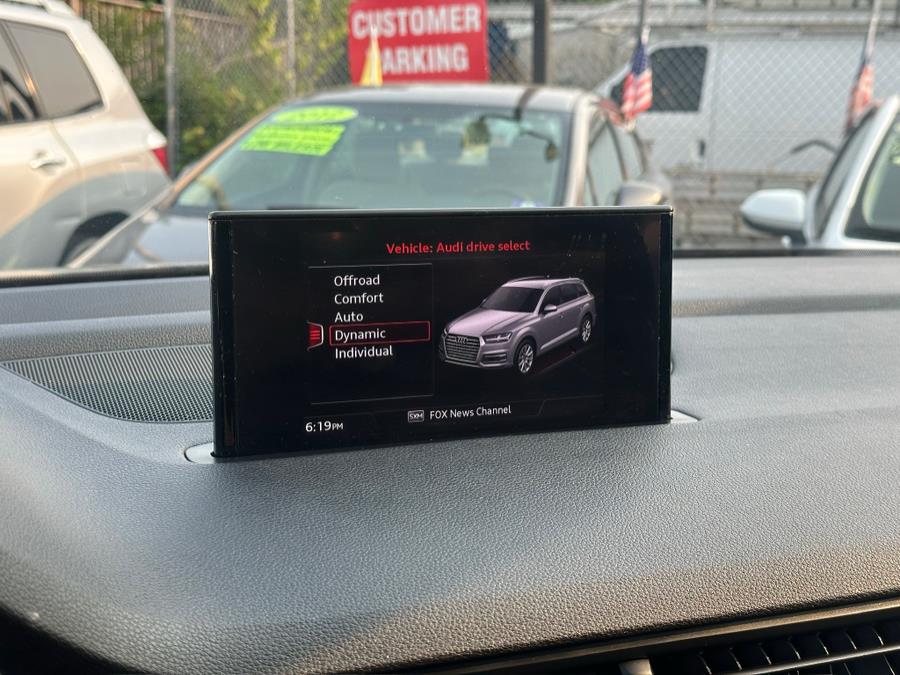 CUSTOMER
PARKING
Vehicle: Audi drive select
Offroad
Comfort
Auto
Dynamic
Individual
6:19PM
SXM FOX News Channel